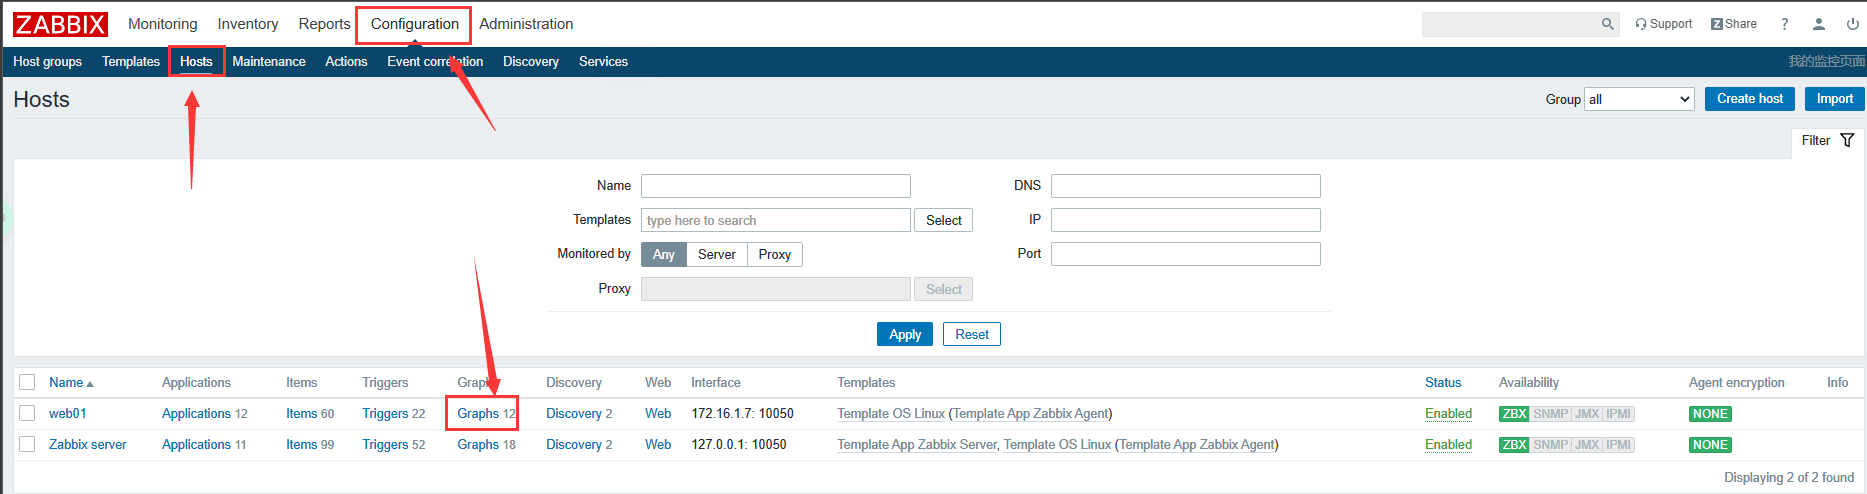 ZABBIX Monitoring Inventory Reports Configuration Administration Support Z Share ?
Host groups Templates Hosts Maintenance Actions Event correlation Discovery Services 我的监控页面
Hosts Group all Create host Import
Filter
Name DNS
Templates type here to search Select IP
Monitored by Any Server Proxy Port
Proxy Select
Apply Reset
Name Applications Items Triggers Graphs Discovery Web Interface Templates Status Availability Agent encryption Info
web01 Applications 12 Items 60 Triggers 22 Graphs 12 Discovery 2 Web 172.16.1.7: 10050 Template OS Linux (Template App Zabbix Agent) Enabled ZBX SNMP JMX IPMI NONE
Zabbix server Applications 11 Items 99 Triggers 52 Graphs 18 Discovery 2 Web 127.0.0.1: 10050 Template App Zabbix Server, Template OS Linux (Template App Zabbix Agent) Enabled ZBX SNMP JMX IPMI NONE
Displaying 2 of 2 found